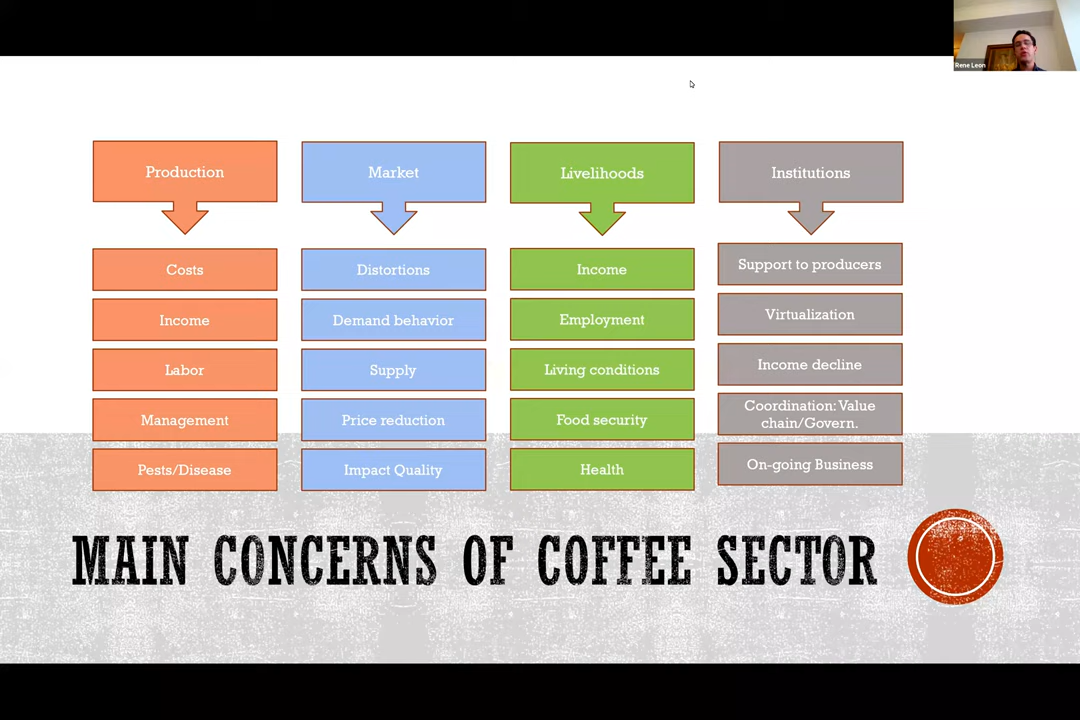 Rene Leon
Production
Market
Livelihoods
Institutions
Costs
Income
Labor
Management
Pests/Disease
Distortions
Demand behavior
Supply
Price reduction
Impact Quality
Income
Employment
Living conditions
Food security
Health
Support to producers
Virtualization
Income decline
Coordination: Value
chain/Govern.
On-going Business
MAIN CONCERNS OF COFFEE SECTOR